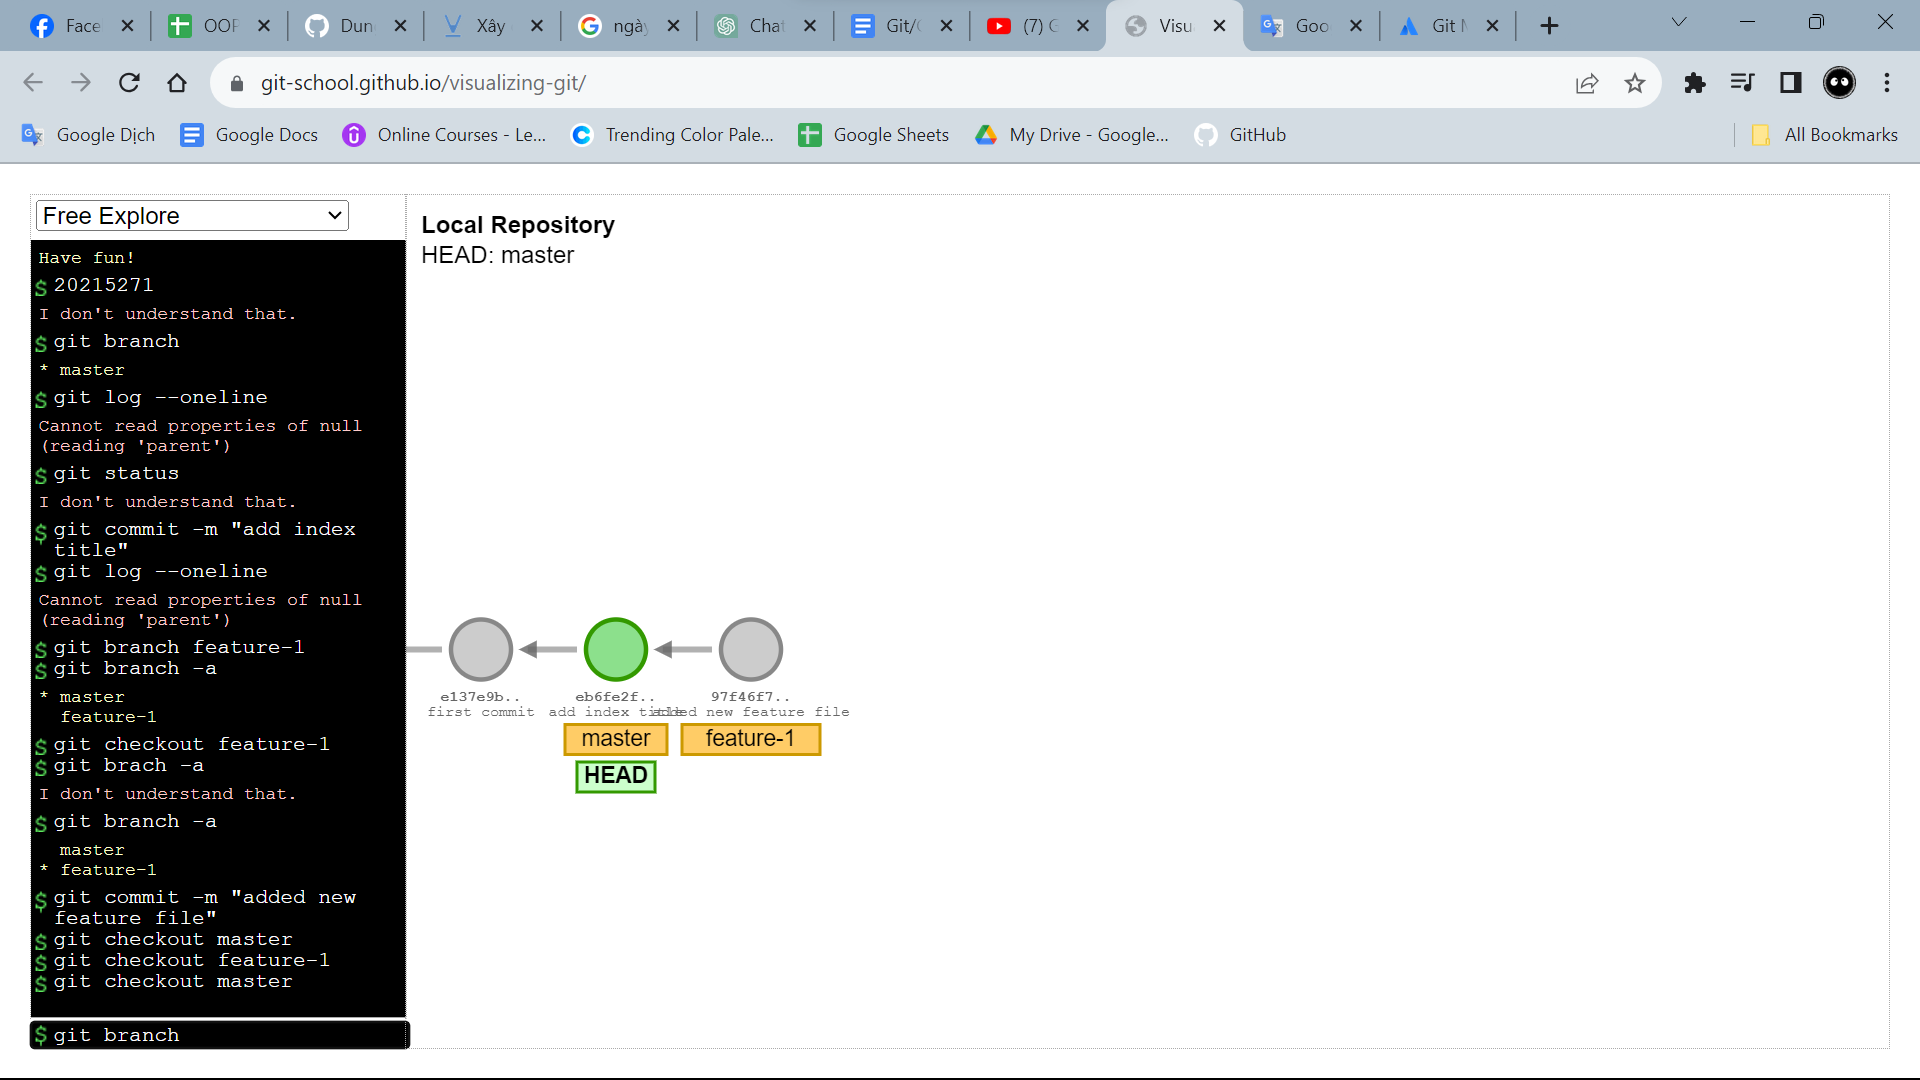 Face
OOP
Dun
Xây
ngày
Chat
Git/
(7) G
Visu
Goo
Git
git-school.github.io/visualizing-git/
Google Dịch
Google Docs
Online Courses - Le...
Trending Color Pale...
Google Sheets
My Drive - Google...
GitHub
All Bookmarks
Free Explore
Local Repository
HEAD: master
Have fun!
$ 20215271
I don't understand that.
$ git branch
* master
$ git log --oneline
Cannot read properties of null
(reading 'parent')
$ git status
I don't understand that.
$ git commit -m "add index
title"
$ git log --oneline
Cannot read properties of null
(reading 'parent')
$ git branch feature-1
$ git branch -a
* master
feature-1
$ git checkout feature-1
$ git brach -a
I don't understand that.
$ git branch -a
master
* feature-1
$ git commit -m "added new
feature file"
$ git checkout master
$ git checkout feature-1
$ git checkout master
$ git branch
e137e9b..
first commit
eb6fe2f..
add index title
97f46f7..
added new feature file
master
feature-1
HEAD